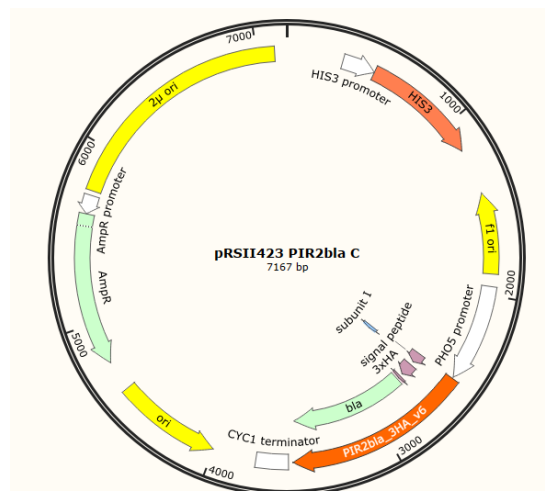 7000
HIS3 promoter
HIS3
1000
2μ ori
6000
AmpR promoter
AmpR
f1 ori
2000
pRSII423 PIR2bla C
7167 bp
PHO5 promoter
subunit I
signal peptide
3xHA
5000
bla
PIR2bla_3HA_v6
3000
CYC1 terminator
ori
4000